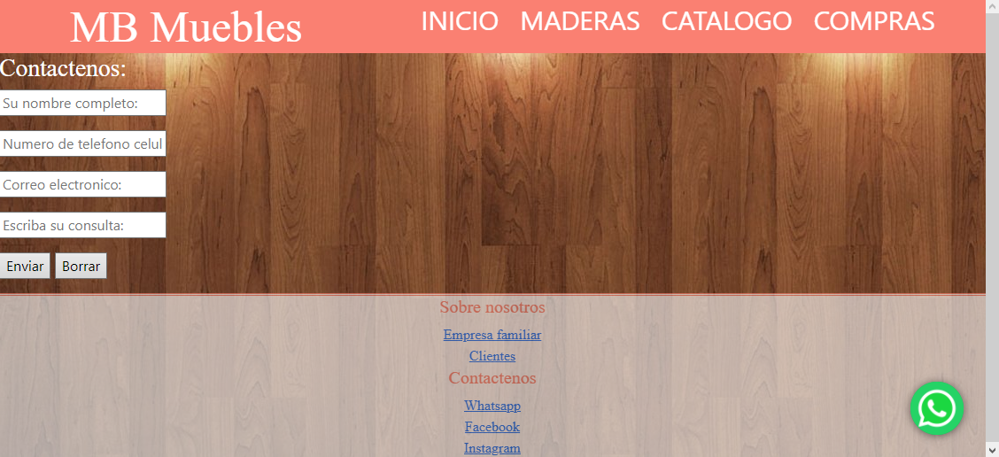 MB Muebles
INICIO MADERAS CATALOGO COMPRAS
Contactenos:
Su nombre completo:
Numero de telefono celul
Correo electronico:
Escriba su consulta:
Enviar Borrar
Sobre nosotros
Empresa familiar
Clientes
Contactenos
Whatsapp
Facebook
Instagram